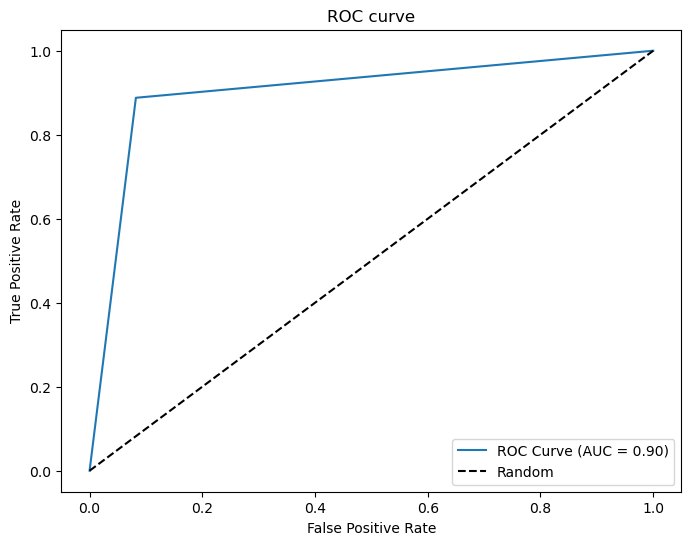 ROC curve
1.0
0.8
0.6
0.4
0.2
0.0
True Positive Rate
ROC Curve (AUC = 0.90)
Random
0.0 0.2 0.4 0.6 0.8 1.0
False Positive Rate